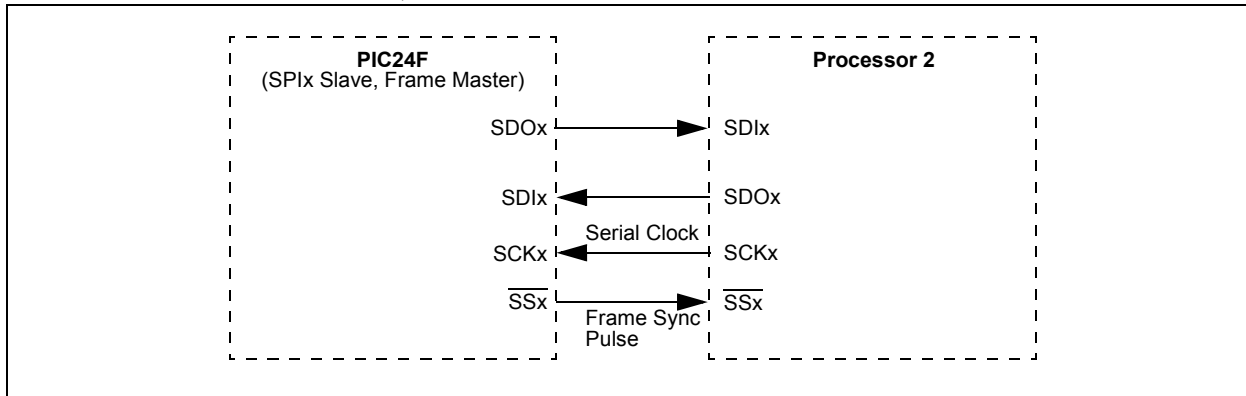 PIC24F
(SPIx Slave, Frame Master)
Processor 2
SDOx
SDIx
SDIx
SDOx
Serial Clock
SCKx
SCKx
SSx
SSx
Frame Sync
Pulse